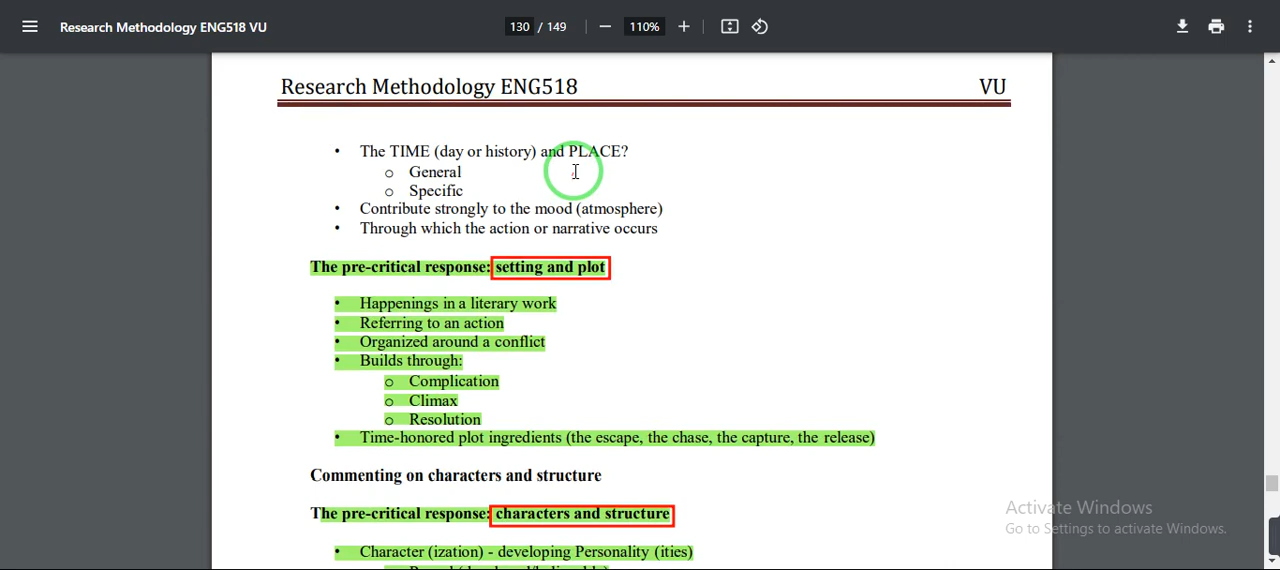 Research Methodology ENG518 VU
130 / 149
110%
Research Methodology ENG518 VU
• The TIME (day or history) and PLACE?
o General
o Specific
• Contribute strongly to the mood (atmosphere)
• Through which the action or narrative occurs
The pre-critical response: setting and plot
• Happenings in a literary work
• Referring to an action
• Organized around a conflict
• Builds through:
o Complication
o Climax
o Resolution
• Time-honored plot ingredients (the escape, the chase, the capture, the release)
Commenting on characters and structure
The pre-critical response: characters and structure
• Character (ization) - developing Personality (ities)
Activate Windows
Go to Settings to activate Windows.